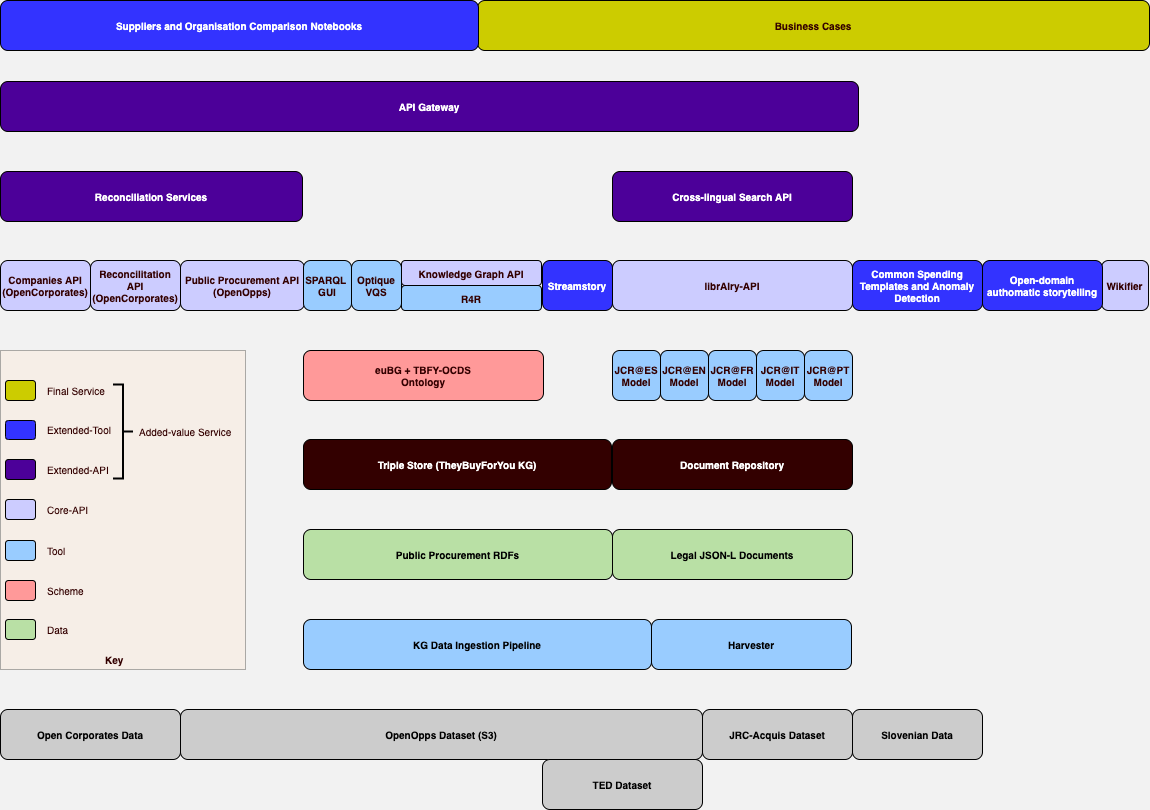 Suppliers and Organisation Comparison Notebooks
Business Cases
API Gateway
Reconciliation Services
Cross-lingual Search API
Companies API
(OpenCorporates)
Reconcilitation
API
(OpenCorporates)
Public Procurement API
(OpenOpps)
SPARQL
GUI
Optique
VQS
Knowledge Graph API
R4R
Streamstory
librAIry-API
Common Spending
Templates and Anomaly
Detection
Open-domain
authomatic storytelling
Wikifier
euBG + TBFY-OCDS
Ontology
JCR@ES
Model
JCR@EN
Model
JCR@FR
Model
JCR@IT
Model
JCR@PT
Model
Final Service
Extended-Tool
Added-value Service
Extended-API
Core-API
Tool
Scheme
Data
Key
Triple Store (TheyBuyForYou KG)
Document Repository
Public Procurement RDFs
Legal JSON-L Documents
KG Data Ingestion Pipeline
Harvester
Open Corporates Data
OpenOpps Dataset (S3)
JRC-Acquis Dataset
Slovenian Data
TED Dataset